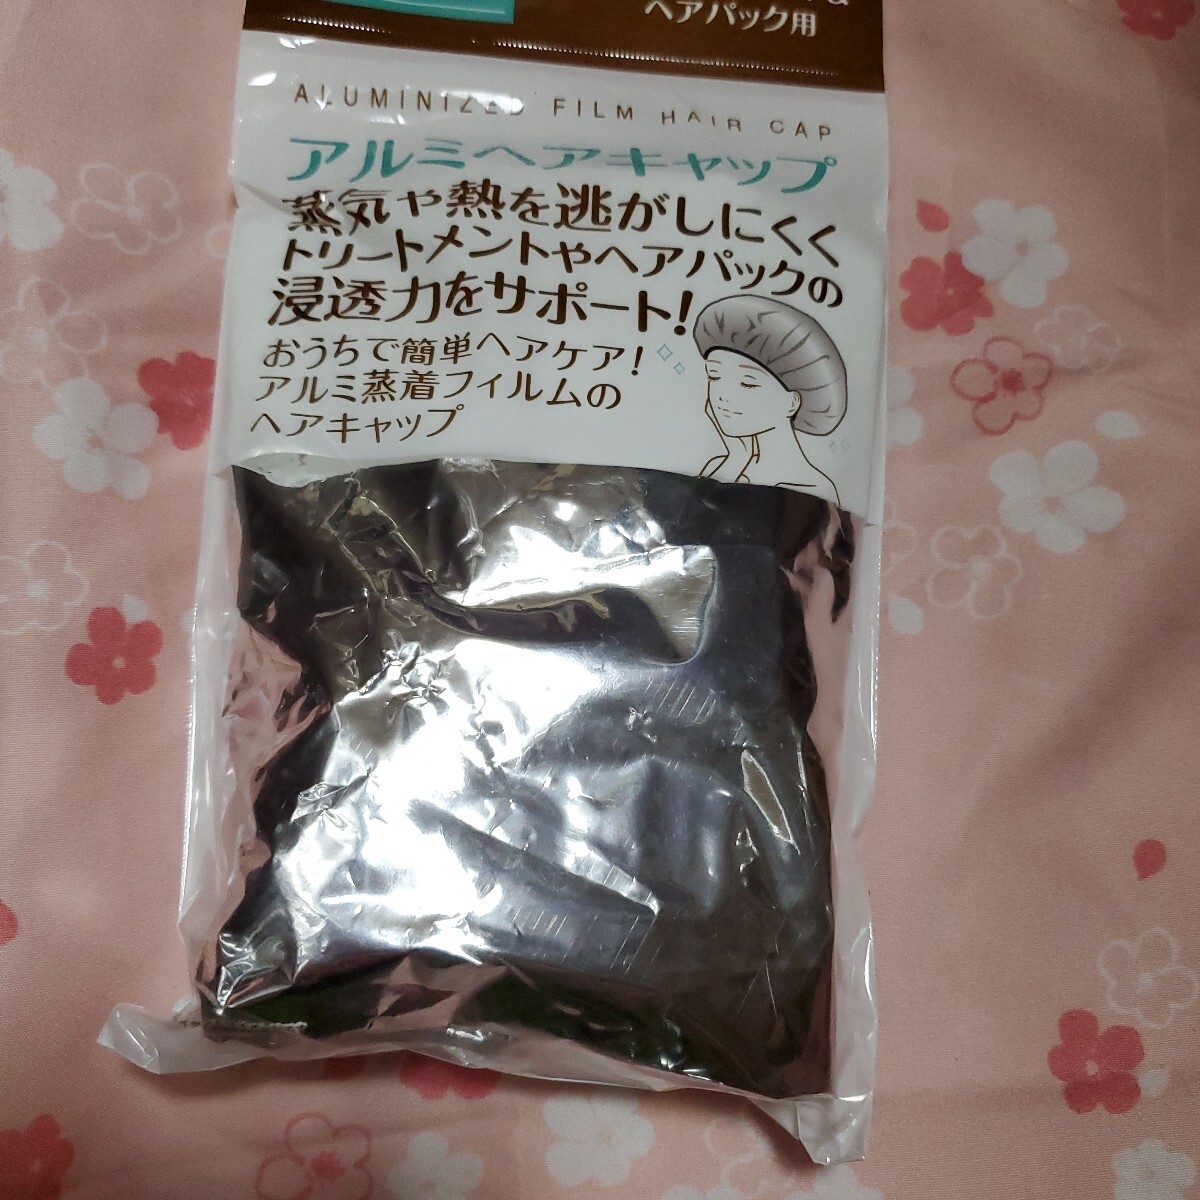 ヘアパック用
ALUMINIZED FILM HAIR CAP
アルミヘアキャップ
蒸気や熱を逃がしにくく
トリートメントやヘアパックの
浸透力をサポート!
おうちで簡単ヘアケア!
アルミ蒸着フィルムの
ヘアキャップ